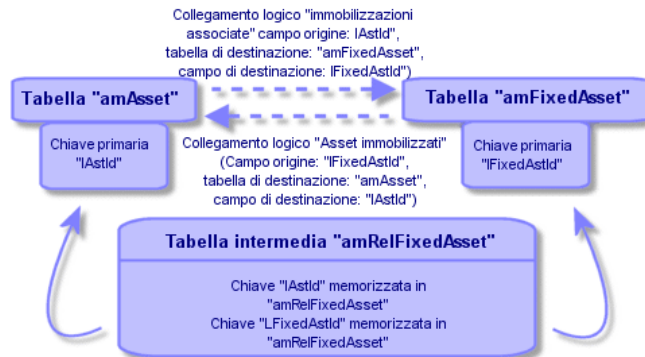 Collegamento logico "immobilizzazioni
associate" campo origine: lAstId",
tabella di destinazione: "amFixedAsset",
campo di destinazione: lFixedAstId")
Tabella "amAsset"
Tabella "amFixedAsset"
Chiave primaria
"lAstId"
Collegamento logico "Asset immobilizzati"
(Campo origine: "lFixedAstId",
tabella di destinazione: "amAsset",
campo di destinazione: "lAstId")
Chiave primaria
"lFixedAstId"
Tabella intermedia "amRelFixedAsset"
Chiave "lAstId" memorizzata in
"amRelFixedAsset"
Chiave "LFixedAstId" memorizzata in
"amRelFixedAsset"